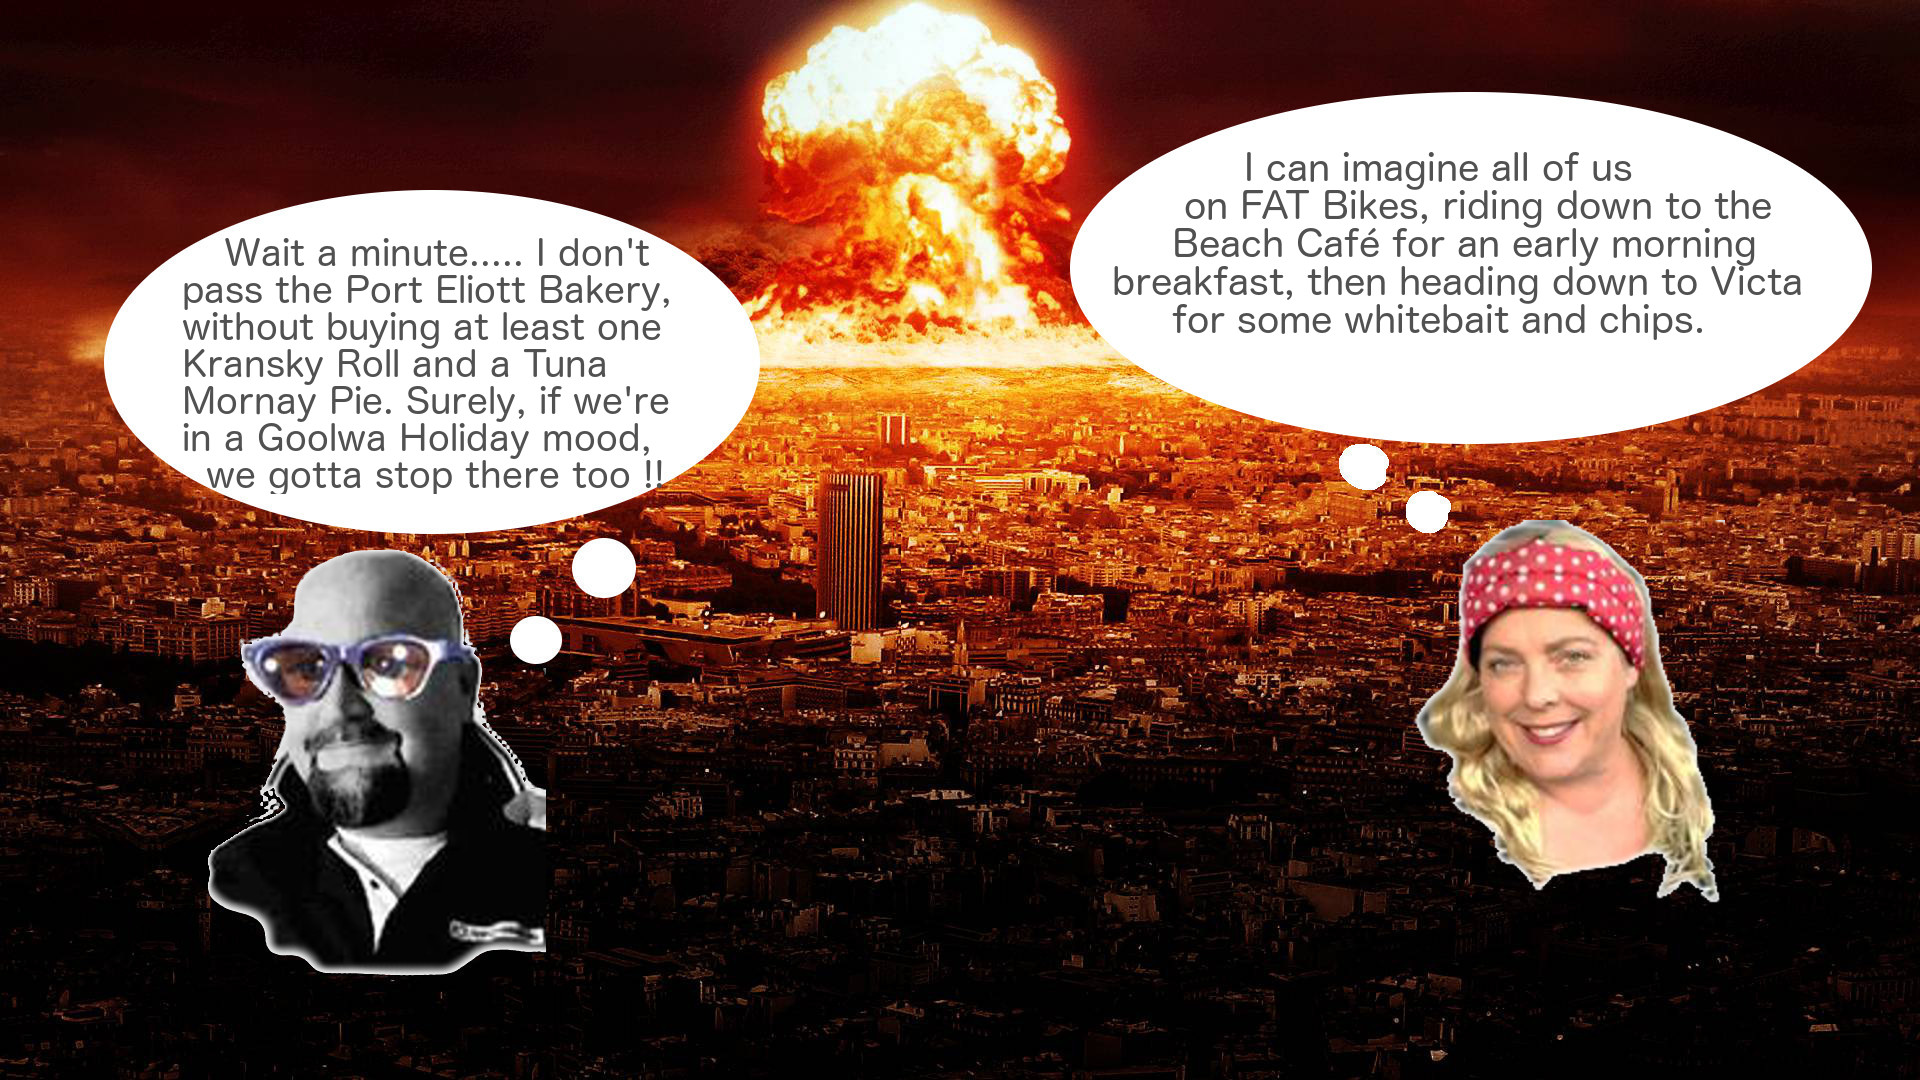 Wait a minute..... I don't
pass the Port Eliott Bakery,
without buying at least one
Kransky Roll and a Tuna
Mornay Pie. Surely, if we're
in a Goolwa Holiday mood,
we gotta stop there too !!
I can imagine all of us
on FAT Bikes, riding down to the
Beach Café for an early morning
breakfast, then heading down to Victa
for some whitebait and chips.